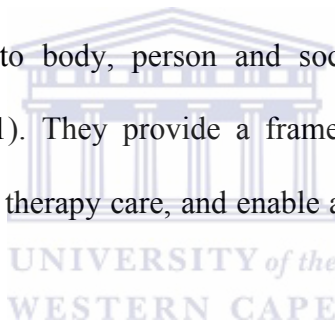 to body, person and soc
1). They provide a frame
therapy care, and enable a
UNIVERSITY of the
WESTERN CAPE